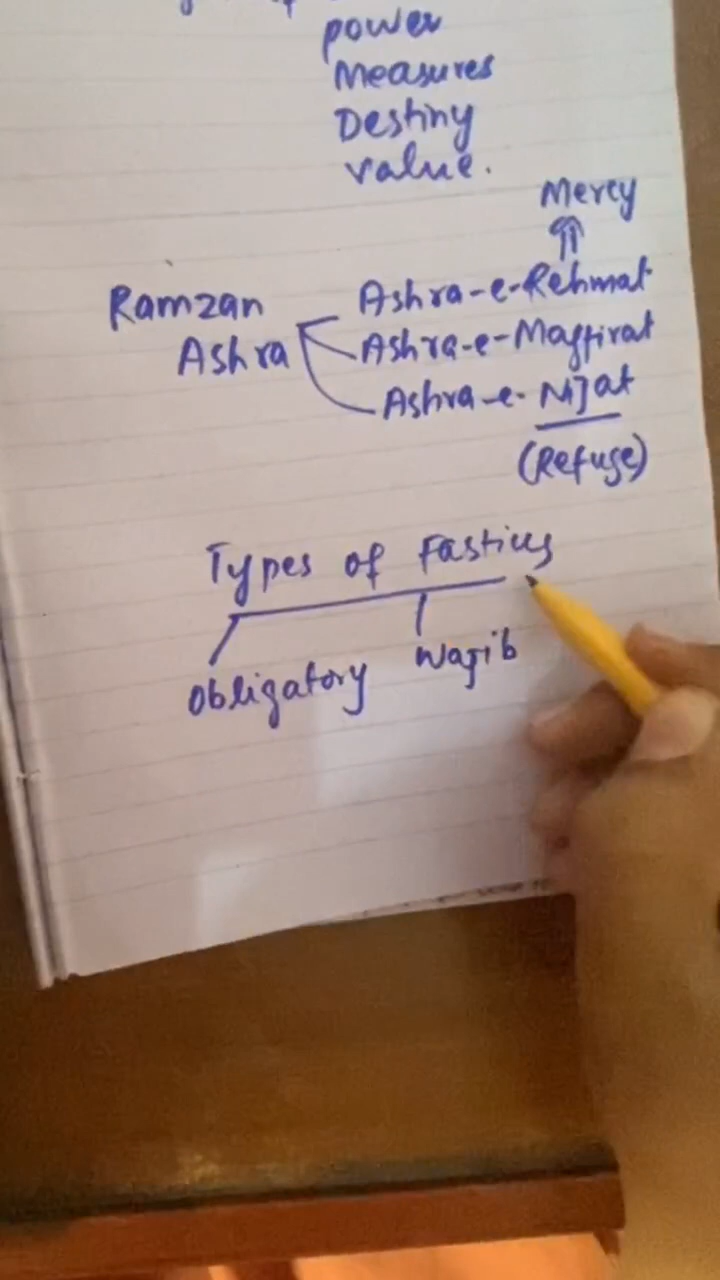 power
Measures
Destiny
value.
Mercy
Ramzan Ashra-e-Rehmat
Ashra Ashra-e-Magfirat
Ashra-e-Nijat
(Refuge)
Types of Fasting
Obligatory Wajib